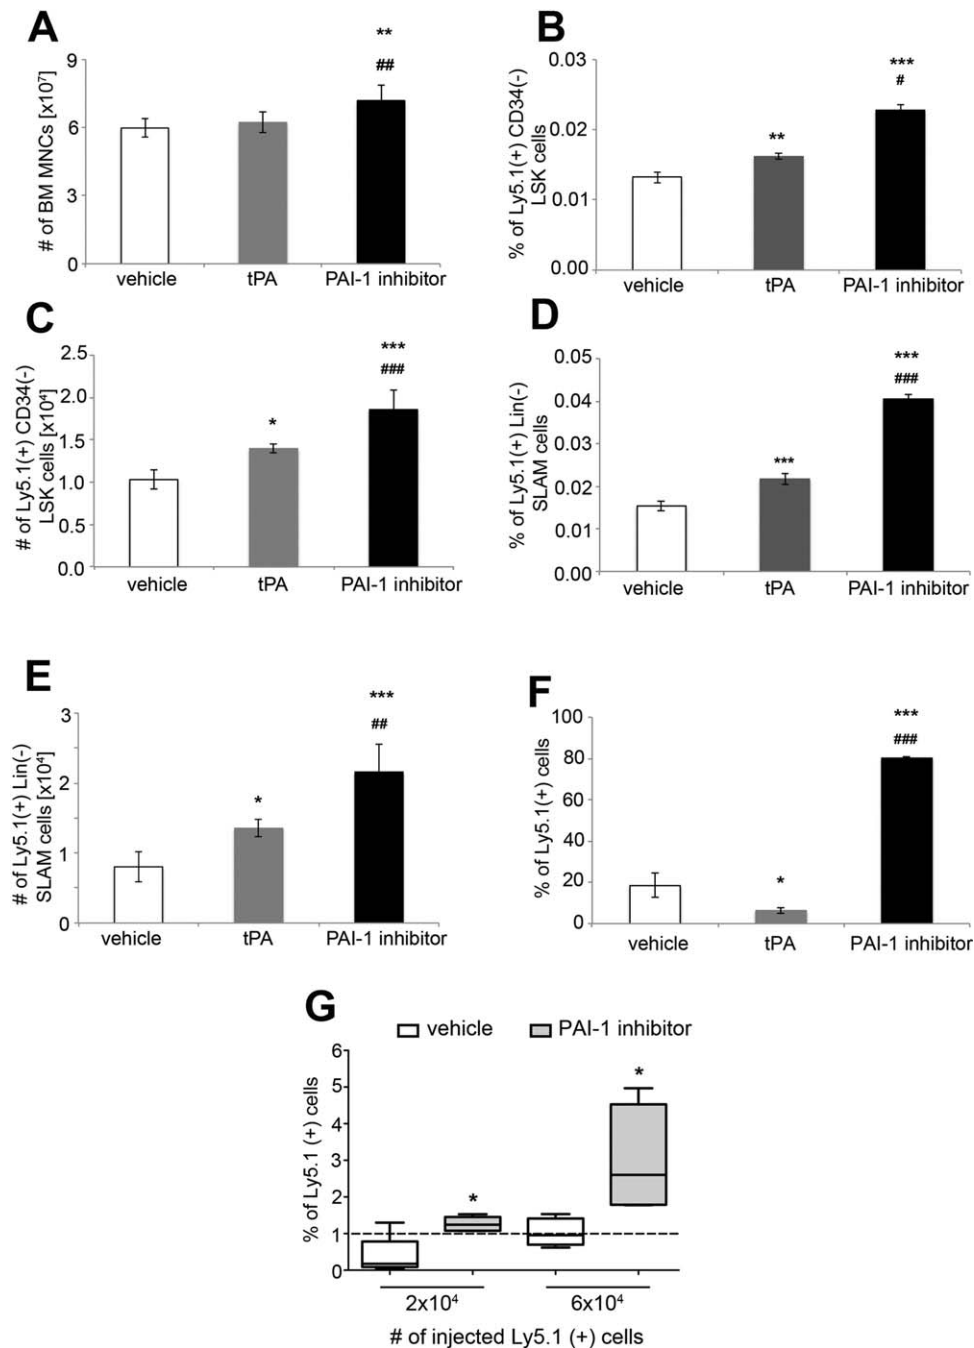 A
# of BM MNCs [x10⁷]
9
6
3
0
**
##
vehicle tPA PAI-1 inhibitor
B
% of Ly5.1(+) CD34(-)
LSK cells
0.03
0.02
0.01
0.00
**
***
#
vehicle tPA PAI-1 inhibitor
C
# of Ly5.1(+) CD34(-)
LSK cells [x10⁴]
2.5
2.0
1.5
1.0
0.5
0.0
*
***
###
vehicle tPA PAI-1 inhibitor
D
% of Ly5.1(+) Lin(-)
SLAM cells
0.05
0.04
0.03
0.02
0.01
0.00
***
***
###
vehicle tPA PAI-1 inhibitor
E
# of Ly5.1(+) Lin(-)
SLAM cells [x10⁴]
3
2
1
0
*
***
##
vehicle tPA PAI-1 inhibitor
F
% of Ly5.1(+) cells
100
80
60
40
20
0
*
***
###
vehicle tPA PAI-1 inhibitor
G
vehicle PAI-1 inhibitor
% of Ly5.1 (+) cells
6
5
4
3
2
1
0
*
*
2x10⁴ 6x10⁴
# of injected Ly5.1 (+) cells